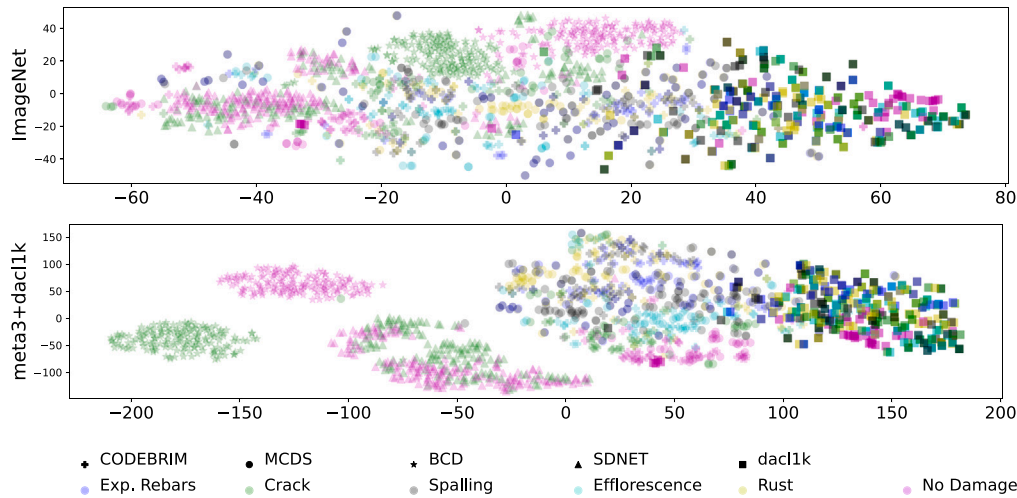 ImageNet
40
20
0
−20
−40
−60 −40 −20 0 20 40 60 80
meta3+dacl1k
150
100
50
0
−50
−100
−200 −150 −100 −50 0 50 100 150 200
CODEBRIM MCDS BCD SDNET dacl1k
Exp. Rebars Crack Spalling Efflorescence Rust No Damage